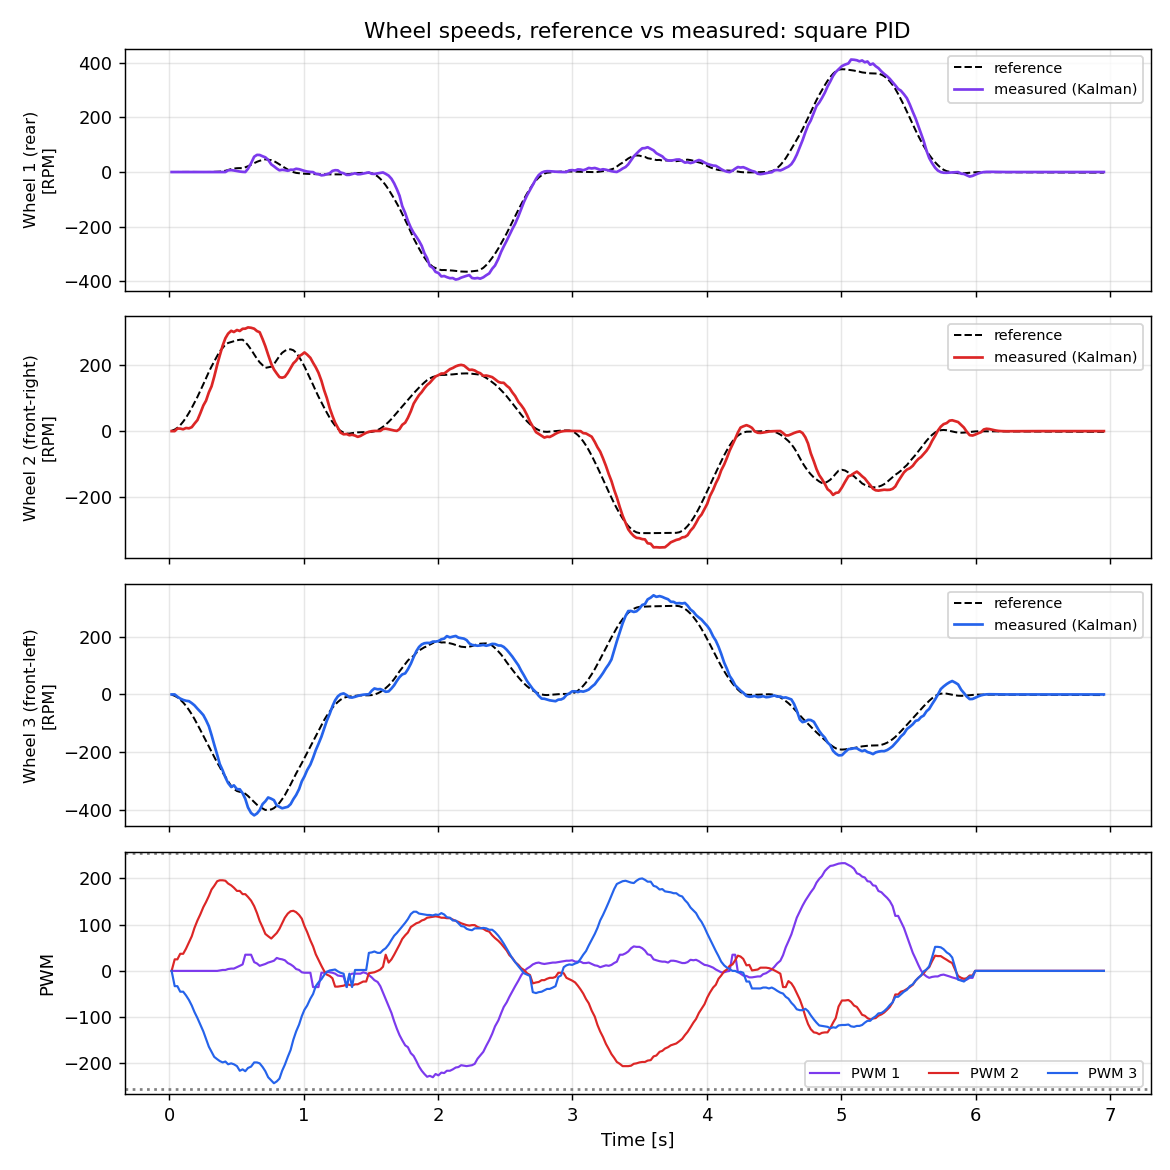 Wheel speeds, reference vs measured: square PID
Wheel 1 (rear)
[RPM]
400
200
0
−200
−400
reference
measured (Kalman)
Wheel 2 (front-right)
[RPM]
200
0
−200
reference
measured (Kalman)
Wheel 3 (front-left)
[RPM]
200
0
−200
−400
reference
measured (Kalman)
PWM
200
100
0
−100
−200
PWM 1 PWM 2 PWM 3
0 1 2 3 4 5 6 7
Time [s]